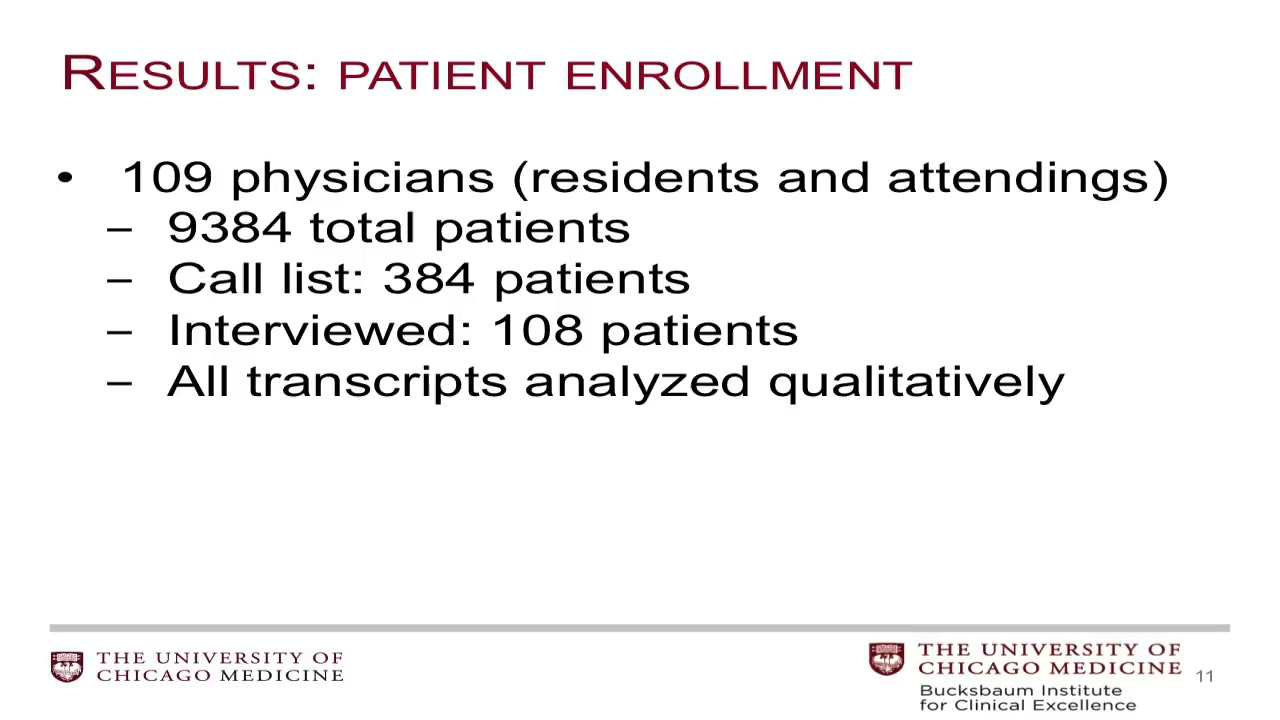 RESULTS: PATIENT ENROLLMENT
• 109 physicians (residents and attendings)
– 9384 total patients
– Call list: 384 patients
– Interviewed: 108 patients
– All transcripts analyzed qualitatively
THE UNIVERSITY OF
CHICAGO MEDICINE
THE UNIVERSITY OF
CHICAGO MEDICINE
Bucksbaum Institute
for Clinical Excellence
11